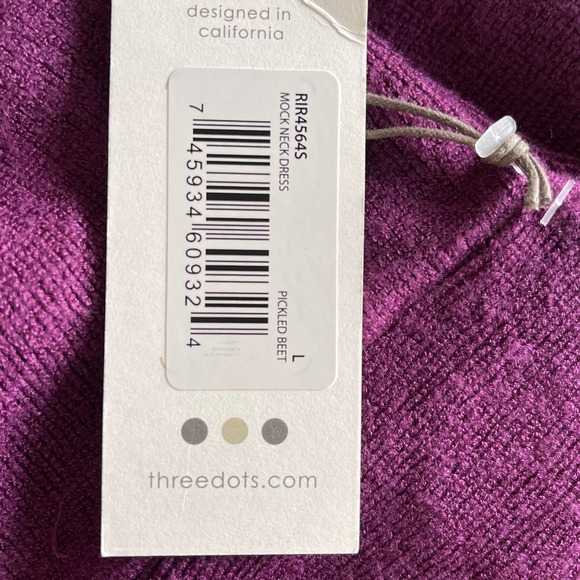 designed in
california
RIR4564S
MOCK NECK DRESS
PICKLED BEET
L
7 45934 60932 4
threedots.com